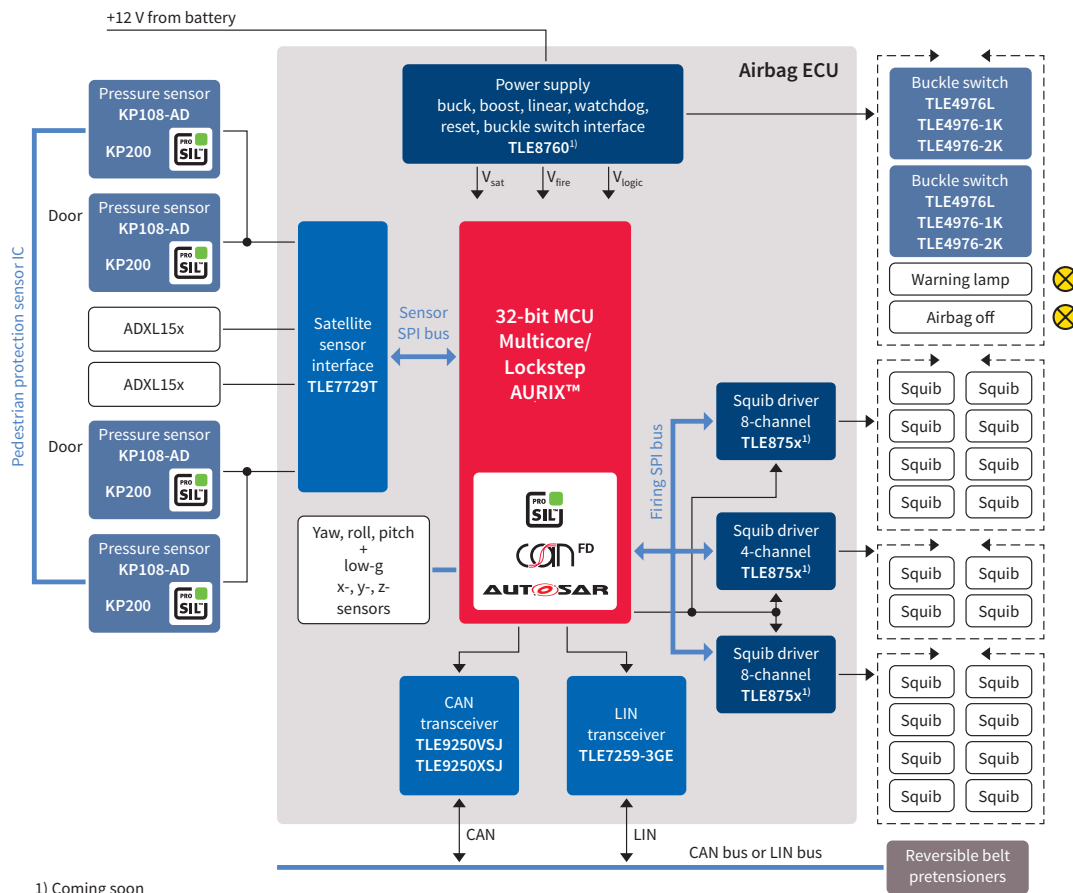 +12 V from battery
Airbag ECU
Pressure sensor
KP108-AD
KP200
PRO
SIL™
Door
Pressure sensor
KP108-AD
KP200
PRO
SIL™
ADXL15x
ADXL15x
Door
Pressure sensor
KP108-AD
KP200
PRO
SIL™
Pressure sensor
KP108-AD
KP200
PRO
SIL™
Pedestrian protection sensor IC
Power supply
buck, boost, linear, watchdog,
reset, buckle switch interface
TLE8760¹⁾
Vsat
Vfire
Vlogic
Satellite
sensor
interface
TLE7729T
Sensor
SPI bus
32-bit MCU
Multicore/
Lockstep
AURIX™
PRO
SIL™
CAN FD
AUTOSAR
Yaw, roll, pitch
+
low-g
x-, y-, z-
sensors
Firing SPI bus
Squib driver
8-channel
TLE875x¹⁾
Squib driver
4-channel
TLE875x¹⁾
Squib driver
8-channel
TLE875x¹⁾
CAN
transceiver
TLE9250VSJ
TLE9250XSJ
LIN
transceiver
TLE7259-3GE
CAN
LIN
CAN bus or LIN bus
Buckle switch
TLE4976L
TLE4976-1K
TLE4976-2K
Buckle switch
TLE4976L
TLE4976-1K
TLE4976-2K
Warning lamp
Airbag off
Squib Squib
Squib Squib
Squib Squib
Squib Squib
Squib Squib
Squib Squib
Squib Squib
Squib Squib
Squib Squib
Squib Squib
Reversible belt
pretensioners
1) Coming soon